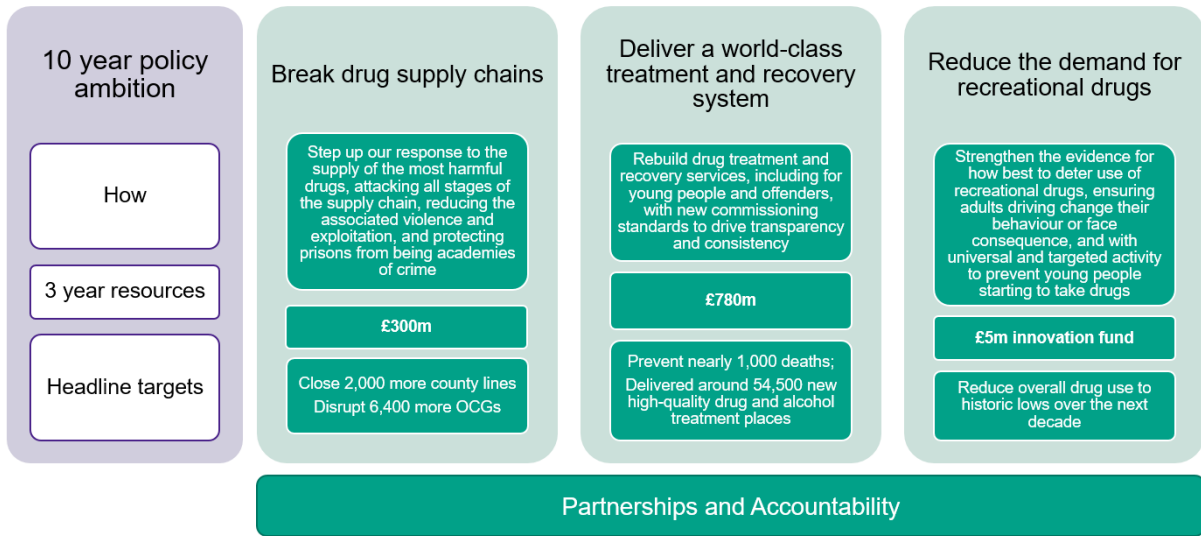 10 year policy
ambition
How
3 year resources
Headline targets
Break drug supply chains
Step up our response to the
supply of the most harmful
drugs, attacking all stages of
the supply chain, reducing the
associated violence and
exploitation, and protecting
prisons from being academies
of crime
£300m
Close 2,000 more county lines
Disrupt 6,400 more OCGs
Deliver a world-class
treatment and recovery
system
Rebuild drug treatment and
recovery services, including for
young people and offenders,
with new commissioning
standards to drive transparency
and consistency
£780m
Prevent nearly 1,000 deaths;
Delivered around 54,500 new
high-quality drug and alcohol
treatment places
Reduce the demand for
recreational drugs
Strengthen the evidence for
how best to deter use of
recreational drugs, ensuring
adults driving change their
behaviour or face
consequence, and with
universal and targeted activity
to prevent young people
starting to take drugs
£5m innovation fund
Reduce overall drug use to
historic lows over the next
decade
Partnerships and Accountability